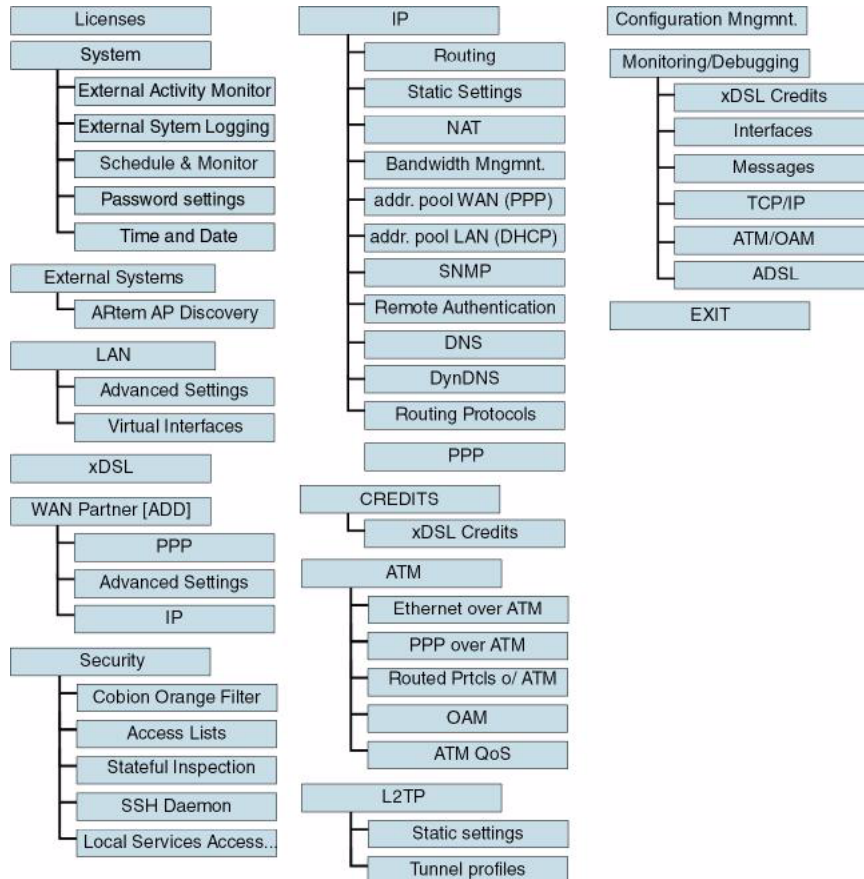 Licenses
System
External Activity Monitor
External Sytem Logging
Schedule & Monitor
Password settings
Time and Date
External Systems
ARtem AP Discovery
LAN
Advanced Settings
Virtual Interfaces
xDSL
WAN Partner [ADD]
PPP
Advanced Settings
IP
Security
Cobion Orange Filter
Access Lists
Stateful Inspection
SSH Daemon
Local Services Access...
IP
Routing
Static Settings
NAT
Bandwidth Mngmnt.
addr. pool WAN (PPP)
addr. pool LAN (DHCP)
SNMP
Remote Authentication
DNS
DynDNS
Routing Protocols
PPP
CREDITS
xDSL Credits
ATM
Ethernet over ATM
PPP over ATM
Routed Prtcls o/ ATM
OAM
ATM QoS
L2TP
Static settings
Tunnel profiles
Configuration Mngmnt.
Monitoring/Debugging
xDSL Credits
Interfaces
Messages
TCP/IP
ATM/OAM
ADSL
EXIT